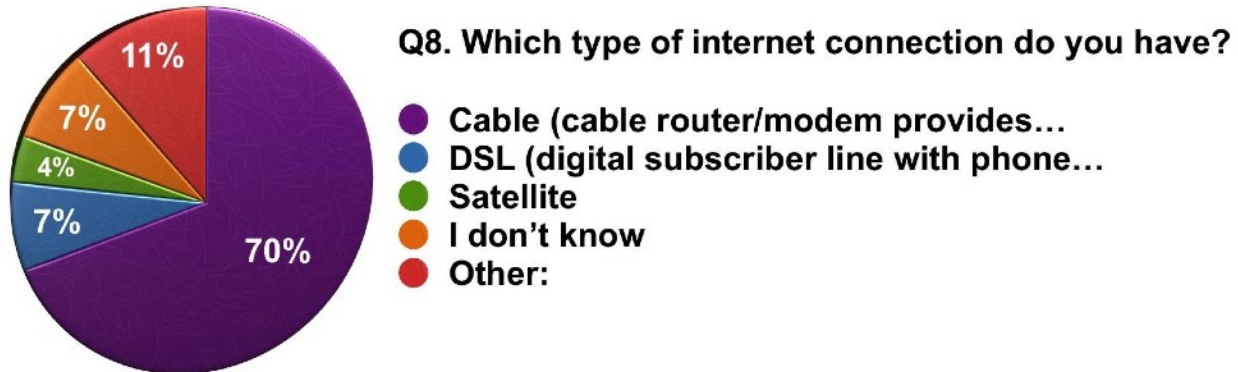 11%
7%
4%
7%
70%
Q8. Which type of internet connection do you have?
Cable (cable router/modem provides…
DSL (digital subscriber line with phone…
Satellite
I don’t know
Other: